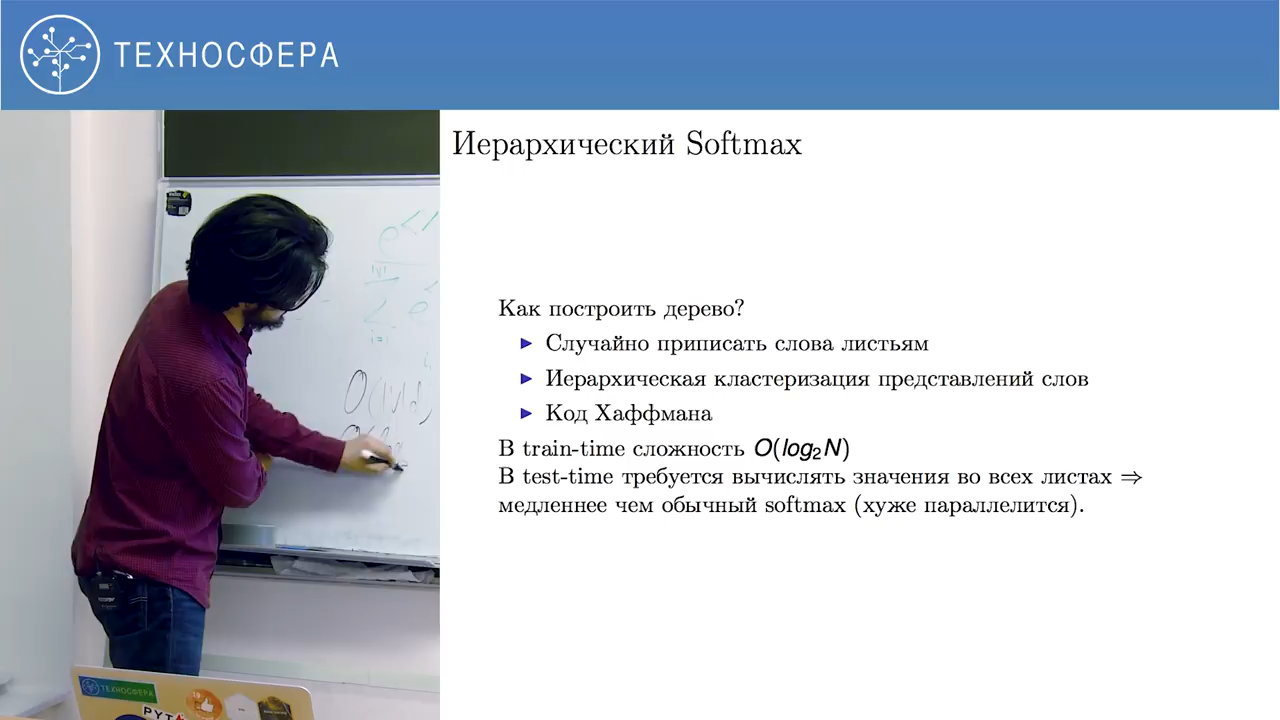 ТЕХНОСФЕРА
Иерархический Softmax
Как построить дерево?
Случайно приписать слова листьям
Иерархическая кластеризация представлений слов
Код Хаффмана
В train-time сложность O(log₂N)
В test-time требуется вычислять значения во всех листах ⇒
медленнее чем обычный softmax (хуже параллелится).
ТЕХНОСФЕРА